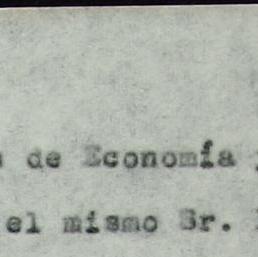 de Economía
el mismo Sr.